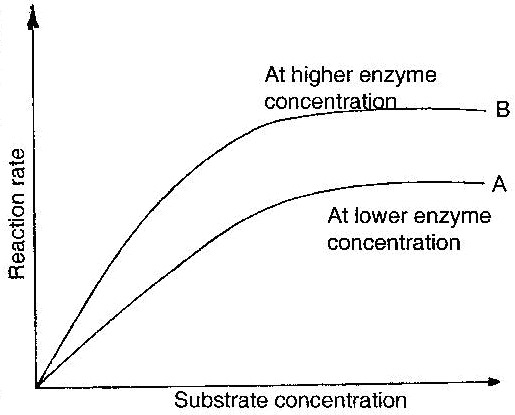 At higher enzyme
concentration
B
A
At lower enzyme
concentration
Reaction rate
Substrate concentration